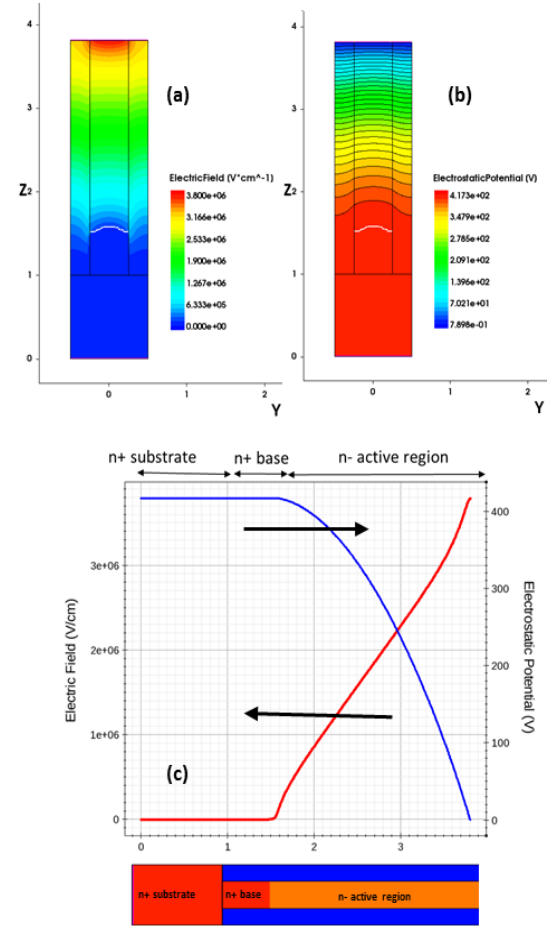 4
3
Z2
1
0
0
1
2
Y
(a)
ElectricField (V*cm^-1)
3.800e+06
3.166e+06
2.533e+06
1.900e+06
1.267e+06
6.333e+05
0.000e+00
4
3
Z2
1
0
0
1
2
Y
(b)
ElectrostaticPotential (V)
4.173e+02
3.479e+02
2.785e+02
2.091e+02
1.396e+02
7.021e+01
7.898e-01
n+ substrate
n+ base
n- active region
Electric Field (V/cm)
3e+06
2e+06
1e+06
0
0
1
2
3
400
300
200
100
0
Electrostatic Potential (V)
(c)
n+ substrate
n+ base
n- active region